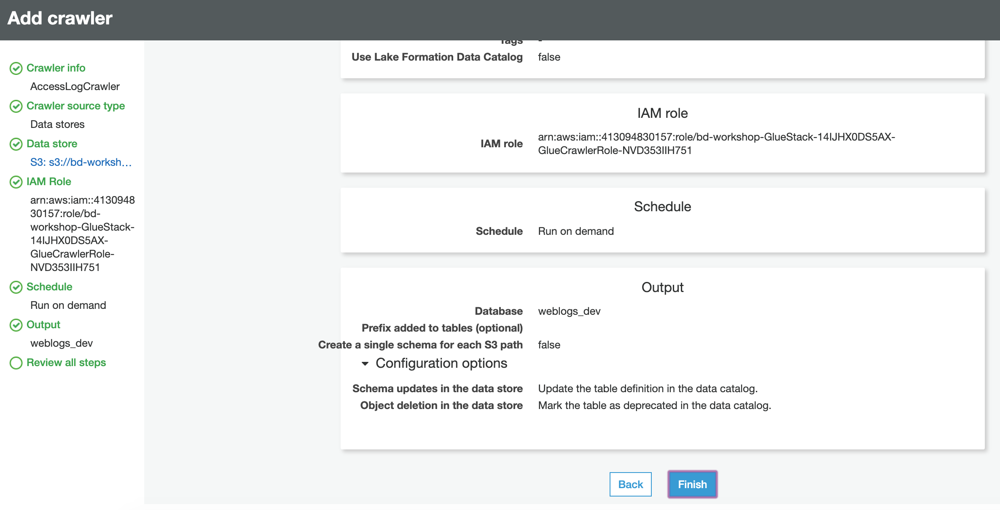 Add crawler
Crawler info
AccessLogCrawler
Crawler source type
Data stores
Data store
S3: s3://bd-worksh...
IAM Role
arn:aws:iam::4130948
30157:role/bd-
workshop-GlueStack-
14IJHX0DS5AX-
GlueCrawlerRole-
NVD353IIH751
Schedule
Run on demand
Output
weblogs_dev
Review all steps
Tags -
Use Lake Formation Data Catalog false
IAM role
IAM role arn:aws:iam::413094830157:role/bd-workshop-GlueStack-14IJHX0DS5AX-
GlueCrawlerRole-NVD353IIH751
Schedule
Schedule Run on demand
Output
Database weblogs_dev
Prefix added to tables (optional)
Create a single schema for each S3 path false
Configuration options
Schema updates in the data store Update the table definition in the data catalog.
Object deletion in the data store Mark the table as deprecated in the data catalog.
Back Finish